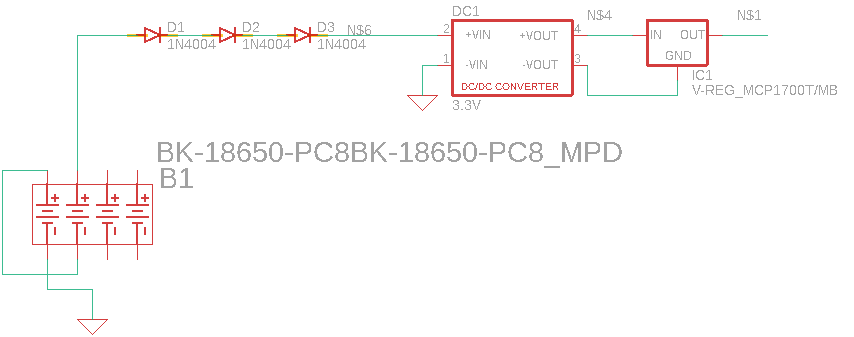 DC1
D1
D2
D3
N$6
N$4
N$1
1N4004
1N4004
1N4004
2
+VIN
+VOUT
4
IN
OUT
GND
1
-VIN
-VOUT
3
DC/DC CONVERTER
3.3V
IC1
V-REG_MCP1700T/MB
BK-18650-PC8BK-18650-PC8_MPD
B1